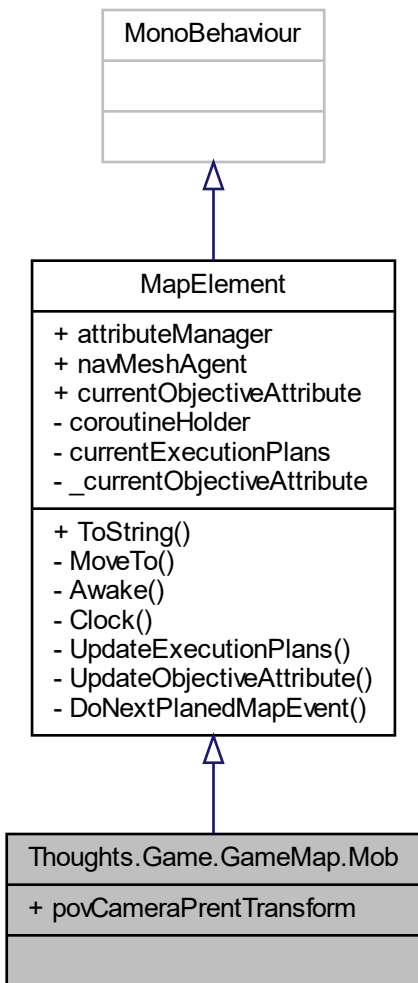 MonoBehaviour
MapElement
+ attributeManager
+ navMeshAgent
+ currentObjectiveAttribute
- coroutineHolder
- currentExecutionPlans
- _currentObjectiveAttribute
+ ToString()
- MoveTo()
- Awake()
- Clock()
- UpdateExecutionPlans()
- UpdateObjectiveAttribute()
- DoNextPlanedMapEvent()
Thoughts.Game.GameMap.Mob
+ povCameraPrentTransform